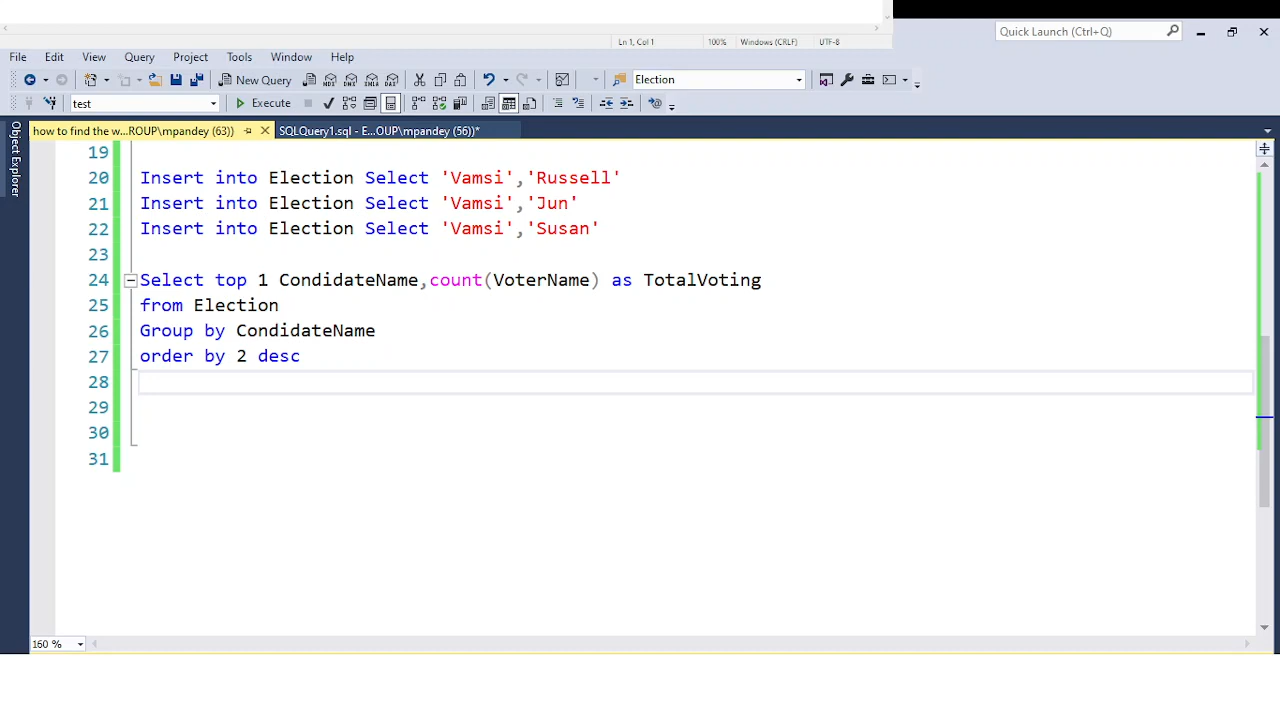 Ln 1, Col 1 100% Windows (CRLF) UTF-8
Quick Launch (Ctrl+Q)
File Edit View Query Project Tools Window Help
New Query Election
test Execute
how to find the w...ROUP\mpandey (63)) SQLQuery1.sql - E...OUP\mpandey (56))*
Object Explorer
19
20 Insert into Election Select 'Vamsi','Russell'
21 Insert into Election Select 'Vamsi','Jun'
22 Insert into Election Select 'Vamsi','Susan'
23
24 Select top 1 CondidateName,count(VoterName) as TotalVoting
25 from Election
26 Group by CondidateName
27 order by 2 desc
28
29
30
31
160 %